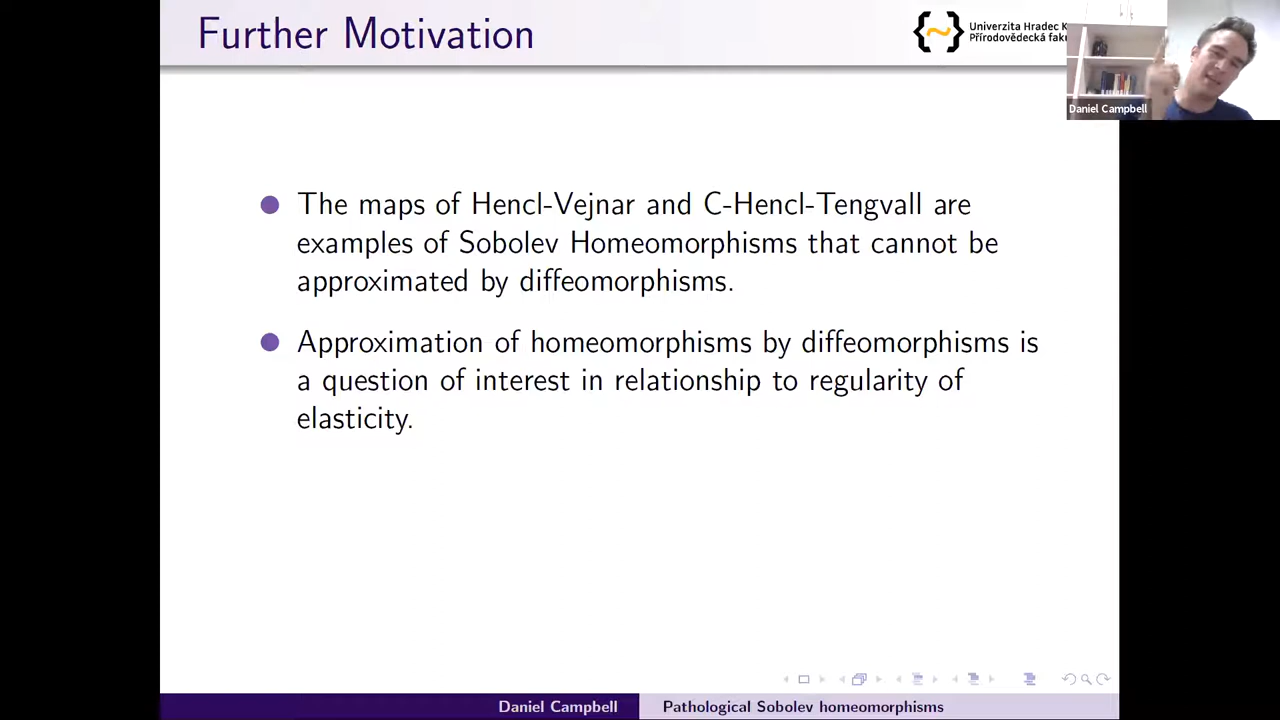 Further Motivation
Univerzita Hradec
Přírodovědecká
Daniel Campbell
The maps of Hencl-Vejnar and C-Hencl-Tengvall are
examples of Sobolev Homeomorphisms that cannot be
approximated by diffeomorphisms.
Approximation of homeomorphisms by diffeomorphisms is
a question of interest in relationship to regularity of
elasticity.
Daniel Campbell
Pathological Sobolev homeomorphisms